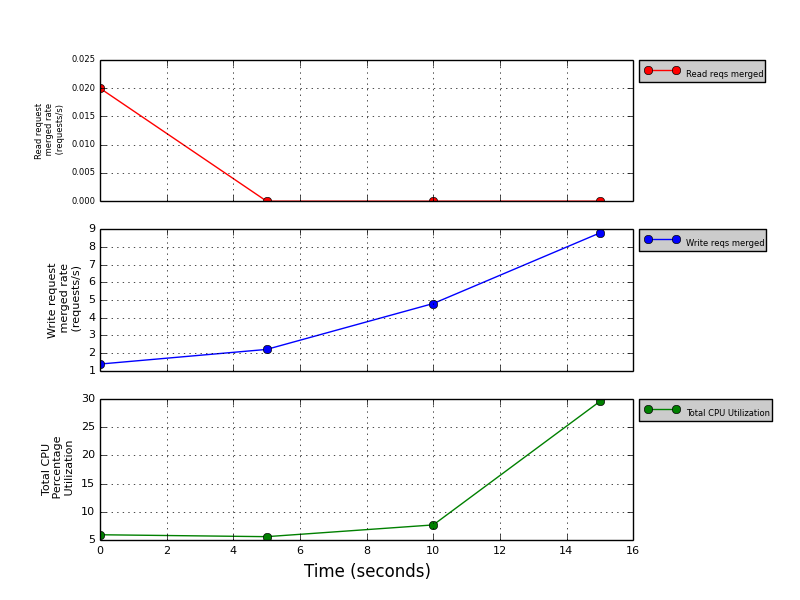 0.025
0.020
0.015
0.010
0.005
0.000
Read request
merged rate
(requests/s)
Read reqs merged
9
8
7
6
5
4
3
2
1
Write request
merged rate
(requests/s)
Write reqs merged
30
25
20
15
10
5
Total CPU
Percentage
Utilization
Total CPU Utilization
0 2 4 6 8 10 12 14 16
Time (seconds)